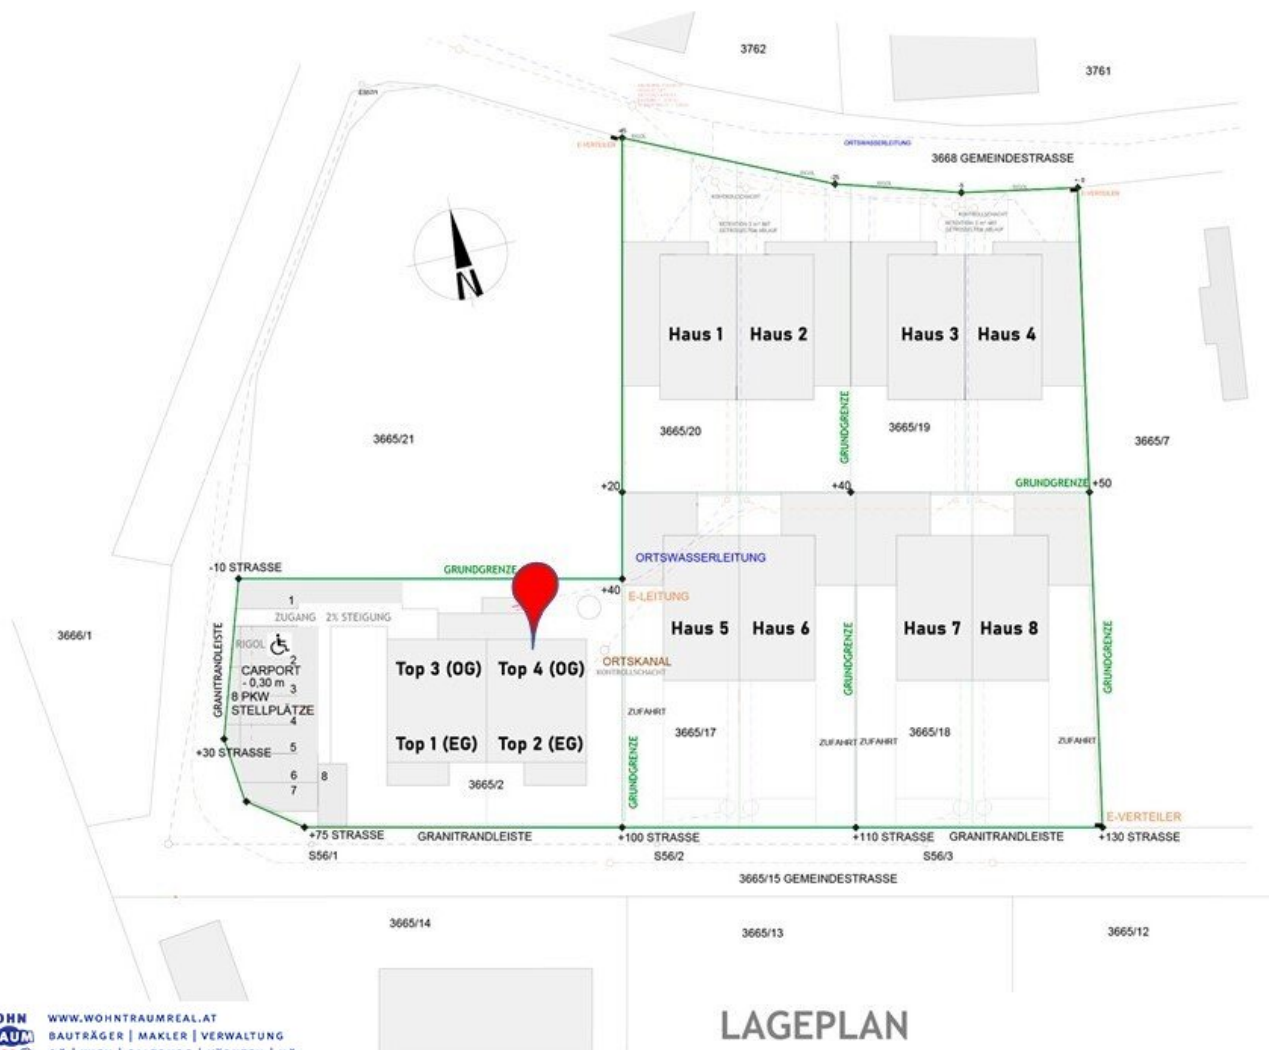 3762
3761
ORTSWASSERLEITUNG
3668 GEMEINDESTRASSE
E-VERTEILER
E-VERTEILER
KONTROLLSCHACHT
KONTROLLSCHACHT
N
Haus 1
Haus 2
Haus 3
Haus 4
GRUNDGRENZE
3665/21
3665/20
3665/19
3665/7
+20
+40
GRUNDGRENZE
+50
-10 STRASSE
GRUNDGRENZE
+40
ORTSWASSERLEITUNG
E-LEITUNG
1
ZUGANG 2% STEIGUNG
3666/1
GRANITRANDLEISTE
RIGOL
2
CARPORT
- 0,30 m
8 PKW
STELLPLÄTZE
3
4
5
6
7
8
+30 STRASSE
Top 3 (OG)
Top 4 (OG)
Top 1 (EG)
Top 2 (EG)
3665/2
ORTSKANAL
KONTROLLSCHACHT
Haus 5
Haus 6
Haus 7
Haus 8
GRUNDGRENZE
GRUNDGRENZE
GRUNDGRENZE
ZUFAHRT
3665/17
ZUFAHRT
ZUFAHRT
3665/18
ZUFAHRT
E-VERTEILER
+75 STRASSE
GRANITRANDLEISTE
+100 STRASSE
+110 STRASSE
GRANITRANDLEISTE
+130 STRASSE
S56/1
S56/2
S56/3
3665/15 GEMEINDESTRASSE
3665/14
3665/13
3665/12
WWW.WOHNTRAUMREAL.AT
BAUTRÄGER | MAKLER | VERWALTUNG
LAGEPLAN